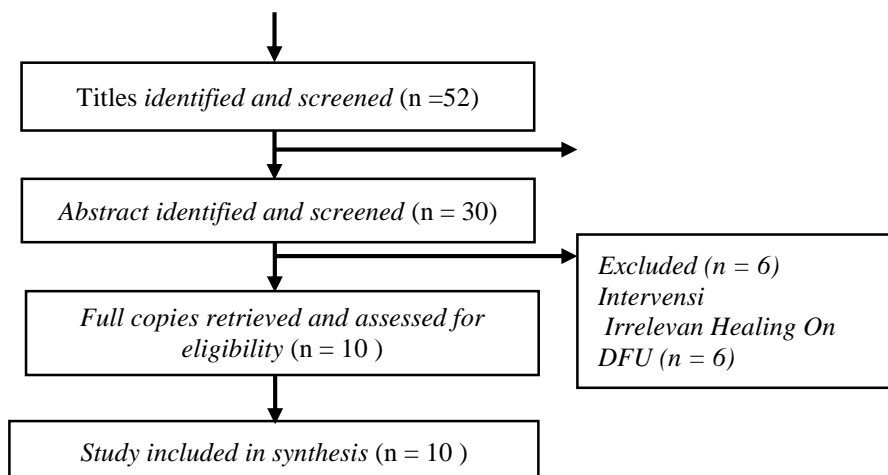 Titles identified and screened (n =52)
Abstract identified and screened (n = 30)
Excluded (n = 6)
Intervensi
Irrelevan Healing On
DFU (n = 6)
Full copies retrieved and assessed for
eligibility (n = 10 )
Study included in synthesis (n = 10 )